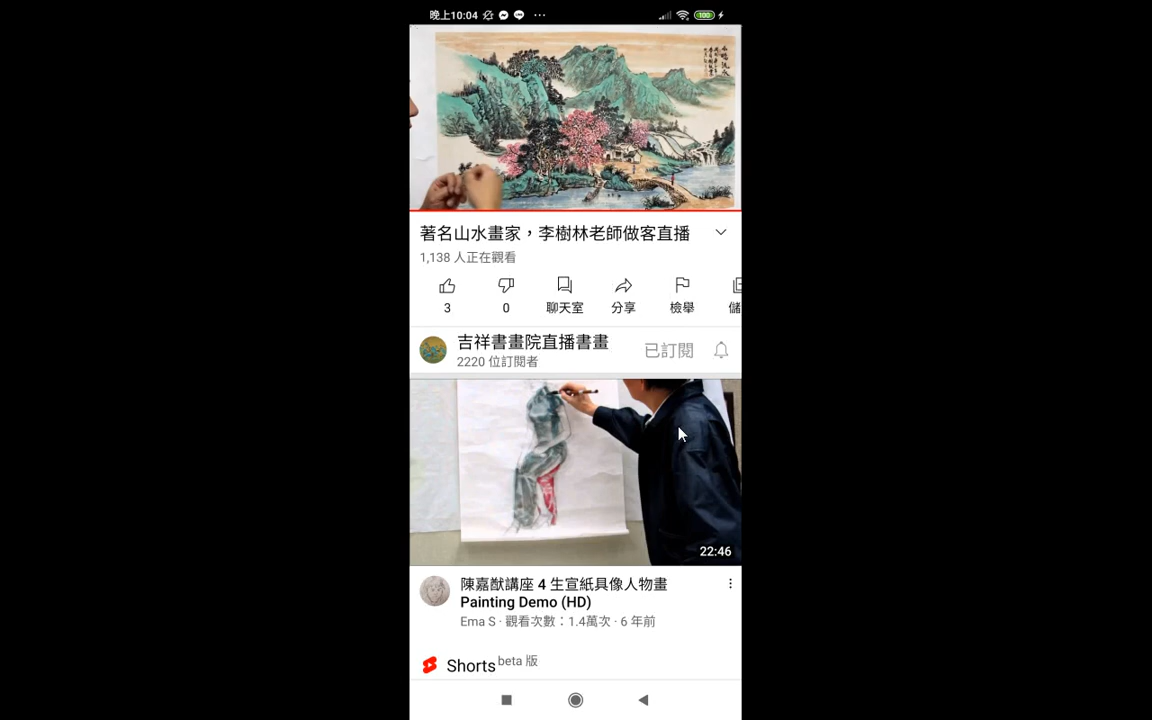 晚上10:04 ··· 100
著名山水畫家，李樹林老師做客直播
1,138 人正在觀看
3 0 聊天室 分享 檢舉 儲
吉祥書畫院直播書畫
2220 位訂閱者
已訂閱
22:46
陳嘉猷講座 4 生宣紙具像人物畫
Painting Demo (HD)
Ema S · 觀看次數：1.4萬次 · 6 年前
Shorts beta 版